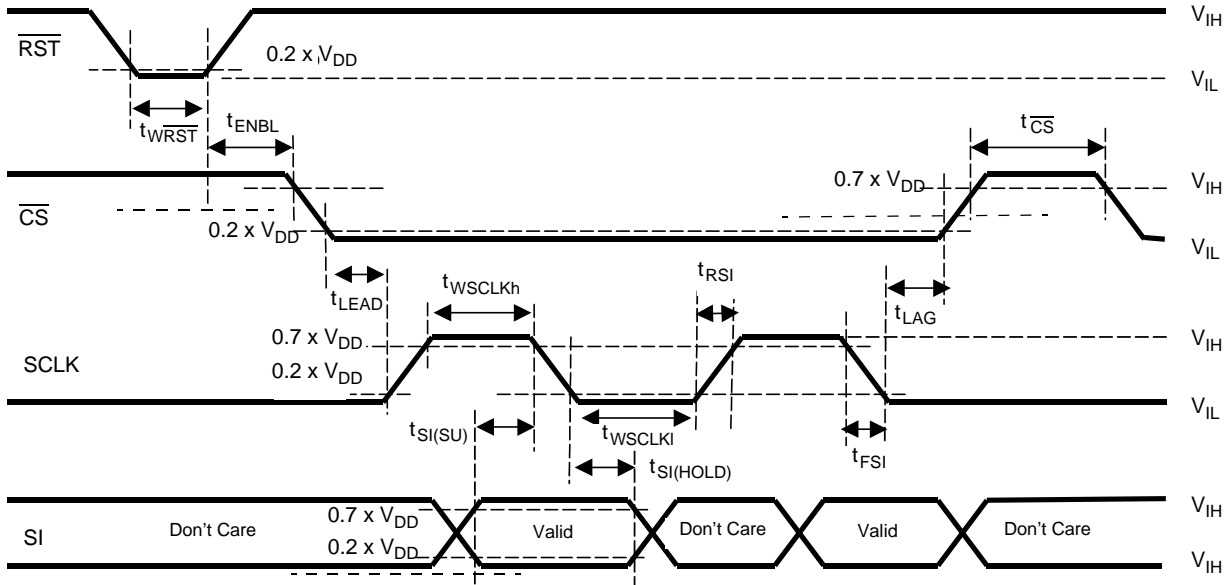 VIH
RST
0.2 x VDD
VIL
tWRST
tENBL
tCS
0.7 x VDD
VIH
CS
0.2 x VDD
VIL
tLEAD
tWSCLKh
tRSI
tLAG
0.7 x VDD
VIH
SCLK
0.2 x VDD
VIL
tSI(SU)
tWSCLKl
tFSI
tSI(HOLD)
VIH
0.7 x VDD
SI
Don't Care
Valid
Don't Care
Valid
Don't Care
0.2 x VDD
VIH